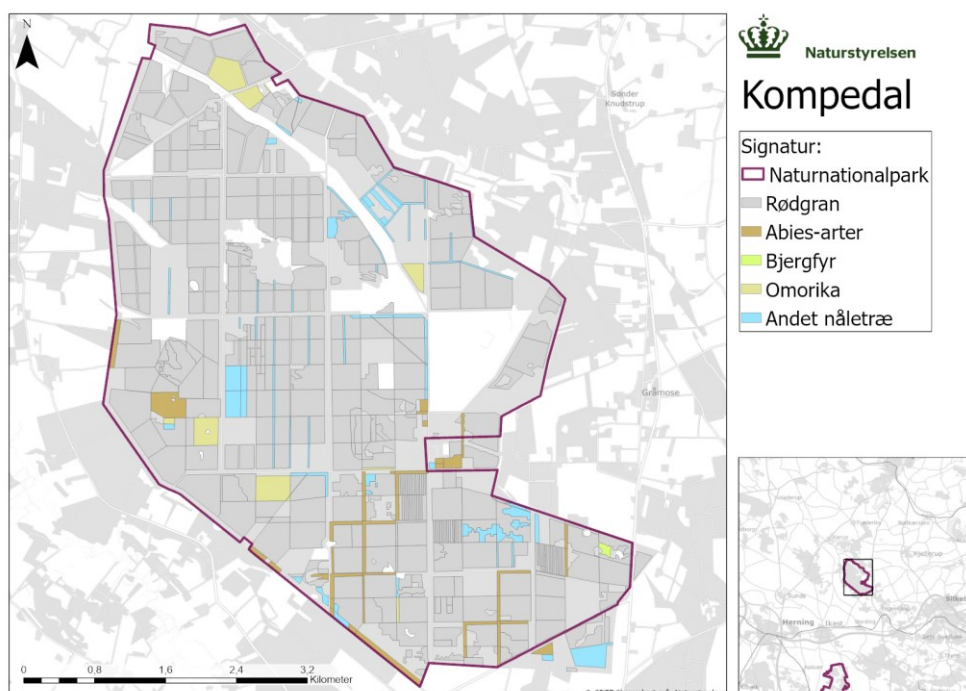 N
Sønder
Knudstrup
Gråmose
0 0,8 1,6 2,4 3,2
Kilometer
Naturstyrelsen
Kompedal
Signatur:
Naturnationalpark
Rødgran
Abies-arter
Bjergfyr
Omorika
Andet nåletræ
Herning
Ikast